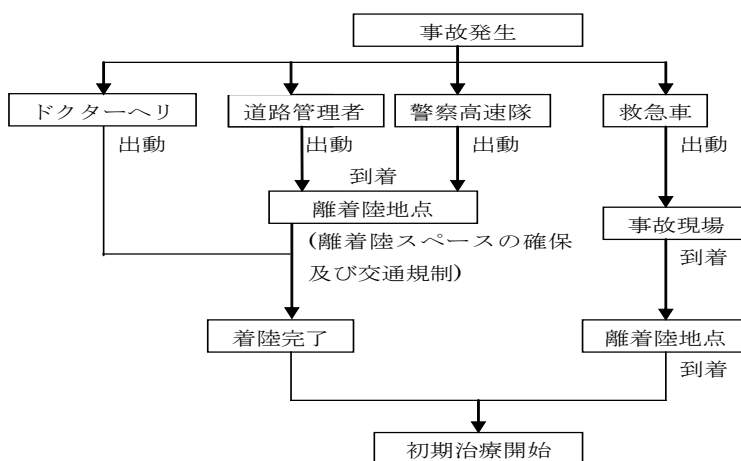 事故発生
ドクターヘリ
道路管理者
警察高速隊
救急車
出動
出動
出動
出動
到着
離着陸地点
事故現場
(離着陸スペースの確保
及び交通規制)
到着
着陸完了
離着陸地点
到着
初期治療開始